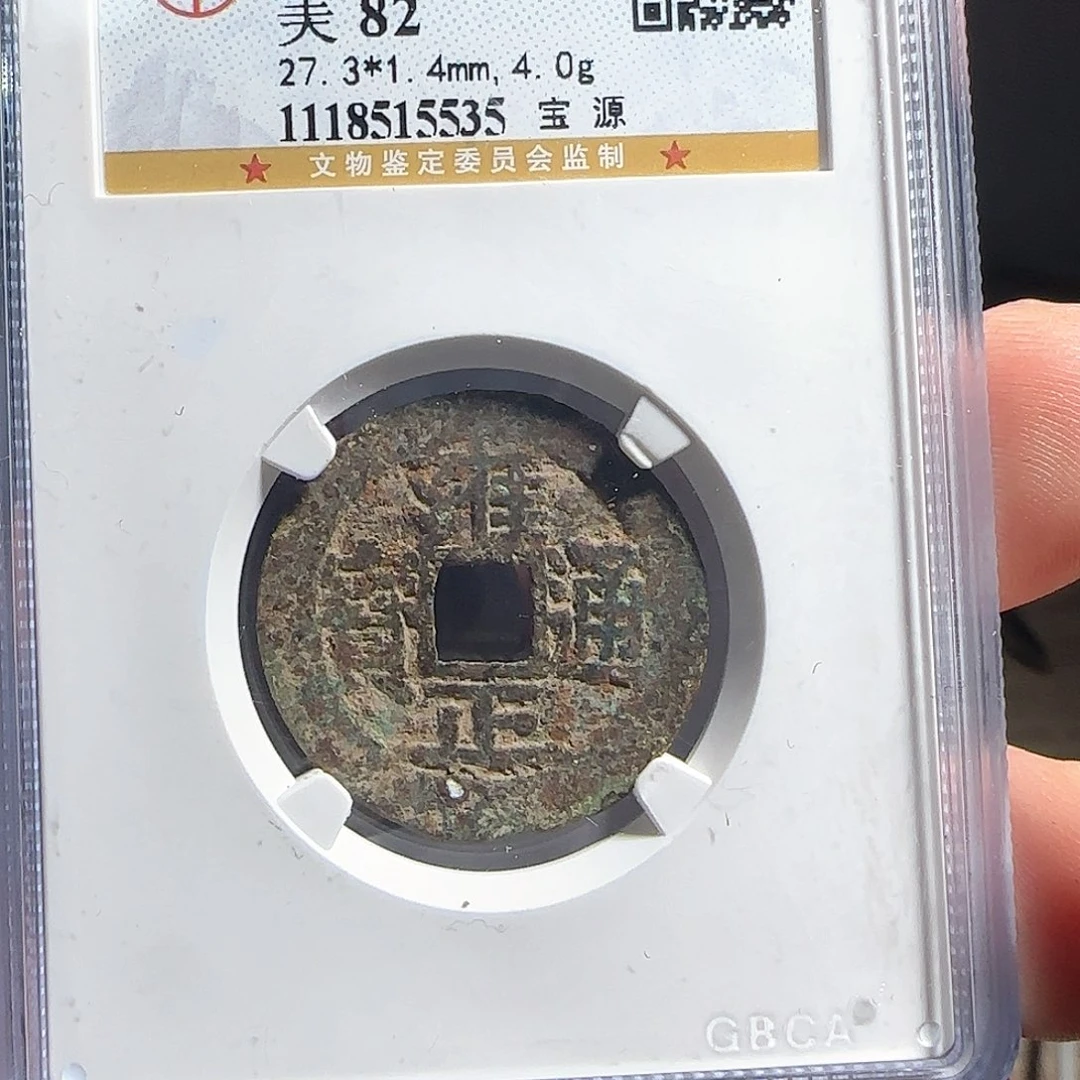 美 82
27.3*1.4mm, 4.0g
1118515535 宝源
★ 文物鉴定委员会监制 ★
雍正通寶
GBCA